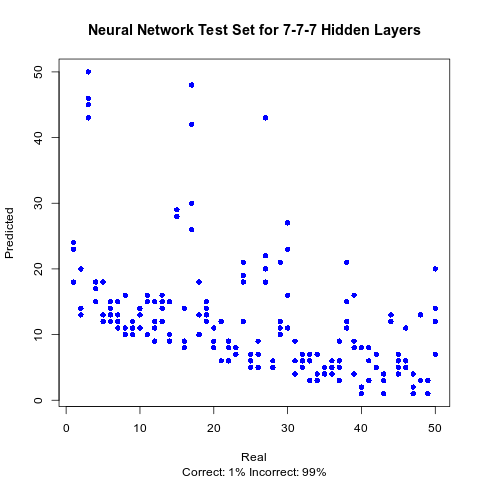 Neural Network Test Set for 7-7-7 Hidden Layers
50
40
30
20
10
0
Predicted
0 10 20 30 40 50
Real
Correct: 1% Incorrect: 99%